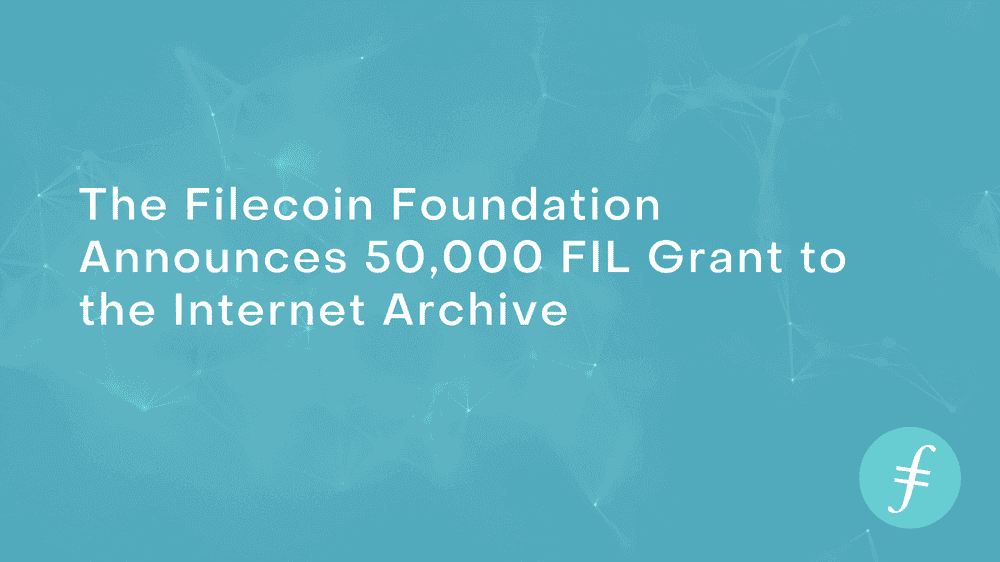 The Filecoin Foundation
Announces 50,000 FIL Grant to
the Internet Archive